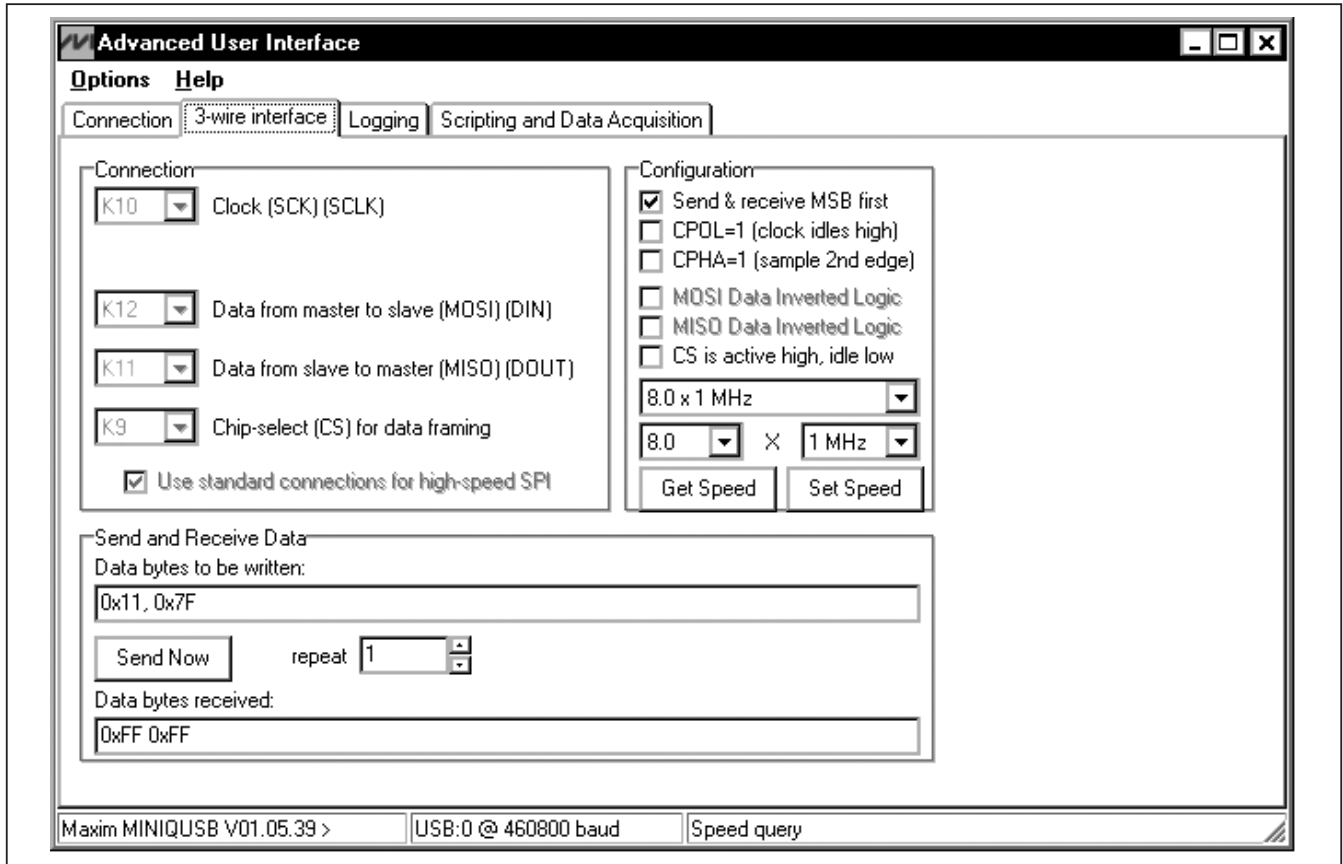 Advanced User Interface
Options Help
Connection 3-wire interface Logging Scripting and Data Acquisition
Connection
K10 Clock (SCK) (SCLK)
K12 Data from master to slave (MOSI) (DIN)
K11 Data from slave to master (MISO) (DOUT)
K9 Chip-select (CS) for data framing
Use standard connections for high-speed SPI
Configuration
Send & receive MSB first
CPOL=1 (clock idles high)
CPHA=1 (sample 2nd edge)
MOSI Data Inverted Logic
MISO Data Inverted Logic
CS is active high, idle low
8.0 x 1 MHz
8.0 X 1 MHz
Get Speed Set Speed
Send and Receive Data
Data bytes to be written:
0x11, 0x7F
Send Now repeat 1
Data bytes received:
0xFF 0xFF
Maxim MINIQUSB V01.05.39 > USB:0 @ 460800 baud Speed query